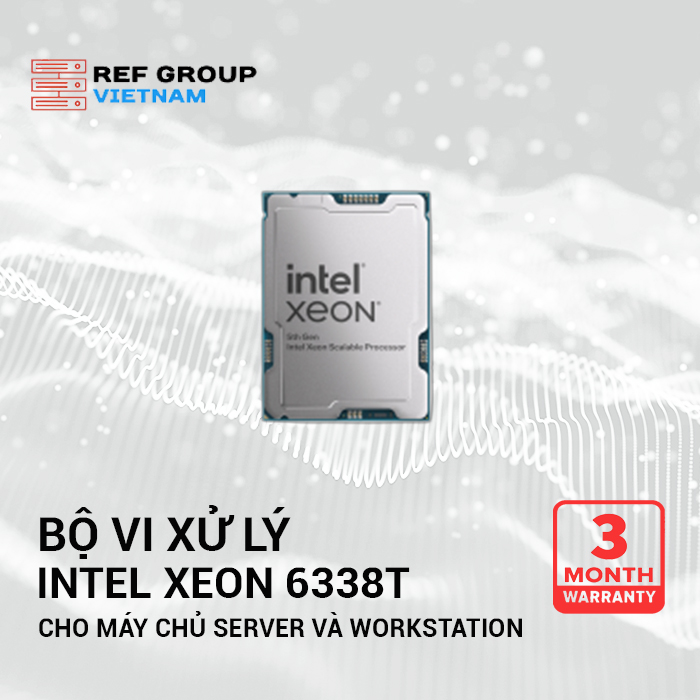 REF GROUP
VIETNAM
intel
xeon
5th Gen
Intel Xeon Scalable Processor
BỘ VI XỬ LÝ
INTEL XEON 6338T
CHO MÁY CHỦ SERVER VÀ WORKSTATION
3
MONTH
WARRANTY